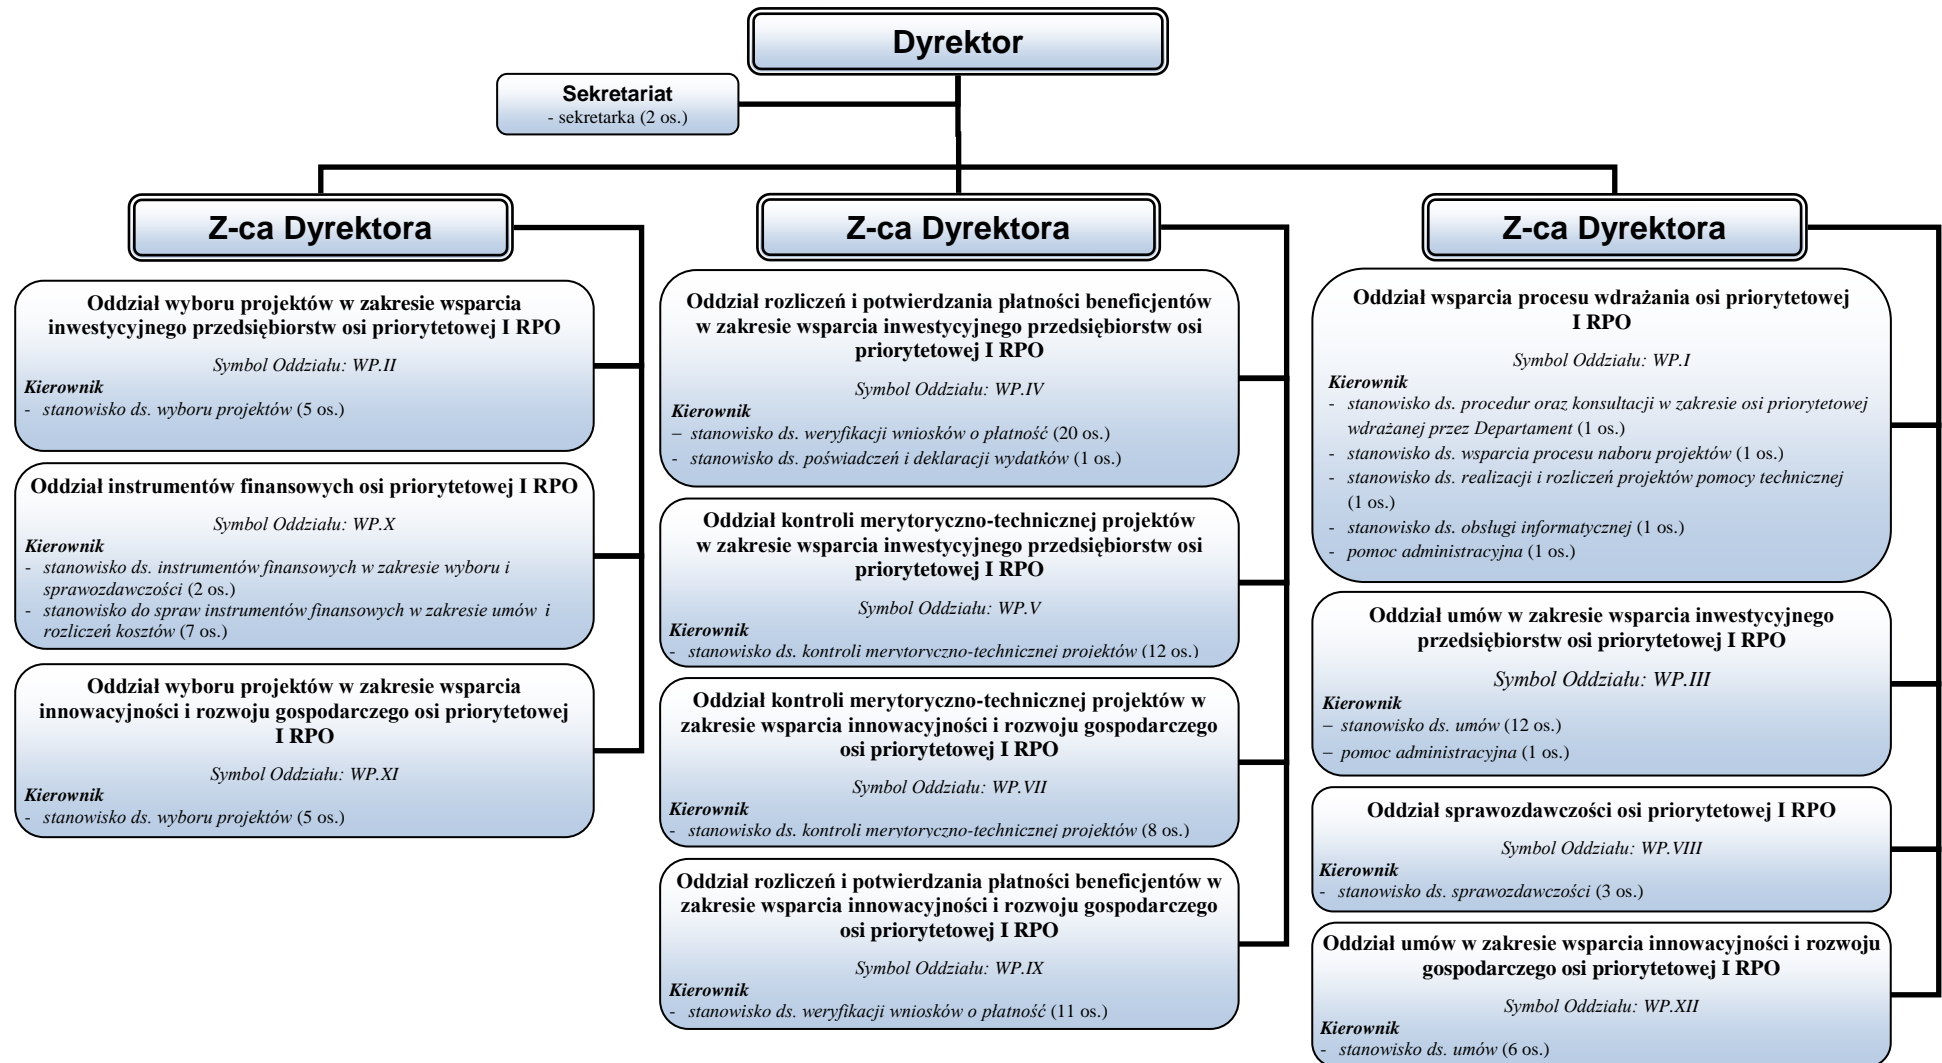 Dyrektor
Sekretariat
- sekretarka (2 os.)
Z-ca Dyrektora
Oddział wyboru projektów w zakresie wsparcia
inwestycyjnego przedsiębiorstw osi priorytetowej I RPO
Symbol Oddziału: WP.II
Kierownik
- stanowisko ds. wyboru projektów (5 os.)
Oddział instrumentów finansowych osi priorytetowej I RPO
Symbol Oddziału: WP.X
Kierownik
- stanowisko ds. instrumentów finansowych w zakresie wyboru i
sprawozdawczości (2 os.)
- stanowisko do spraw instrumentów finansowych w zakresie umów i
rozliczeń kosztów (7 os.)
Oddział wyboru projektów w zakresie wsparcia
innowacyjności i rozwoju gospodarczego osi priorytetowej
I RPO
Symbol Oddziału: WP.XI
Kierownik
- stanowisko ds. wyboru projektów (5 os.)
Z-ca Dyrektora
Oddział rozliczeń i potwierdzania płatności beneficjentów
w zakresie wsparcia inwestycyjnego przedsiębiorstw osi
priorytetowej I RPO
Symbol Oddziału: WP.IV
Kierownik
– stanowisko ds. weryfikacji wniosków o płatność (20 os.)
- stanowisko ds. poświadczeń i deklaracji wydatków (1 os.)
Oddział kontroli merytoryczno-technicznej projektów
w zakresie wsparcia inwestycyjnego przedsiębiorstw osi
priorytetowej I RPO
Symbol Oddziału: WP.V
Kierownik
- stanowisko ds. kontroli merytoryczno-technicznej projektów (12 os.)
Oddział kontroli merytoryczno-technicznej projektów w
zakresie wsparcia innowacyjności i rozwoju gospodarczego
osi priorytetowej I RPO
Symbol Oddziału: WP.VII
Kierownik
- stanowisko ds. kontroli merytoryczno-technicznej projektów (8 os.)
Oddział rozliczeń i potwierdzania płatności beneficjentów w
zakresie wsparcia innowacyjności i rozwoju gospodarczego
osi priorytetowej I RPO
Symbol Oddziału: WP.IX
Kierownik
- stanowisko ds. weryfikacji wniosków o płatność (11 os.)
Z-ca Dyrektora
Oddział wsparcia procesu wdrażania osi priorytetowej
I RPO
Symbol Oddziału: WP.I
Kierownik
- stanowisko ds. procedur oraz konsultacji w zakresie osi priorytetowej
wdrażanej przez Departament (1 os.)
- stanowisko ds. wsparcia procesu naboru projektów (1 os.)
- stanowisko ds. realizacji i rozliczeń projektów pomocy technicznej
(1 os.)
- stanowisko ds. obsługi informatycznej (1 os.)
- pomoc administracyjna (1 os.)
Oddział umów w zakresie wsparcia inwestycyjnego
przedsiębiorstw osi priorytetowej I RPO
Symbol Oddziału: WP.III
Kierownik
– stanowisko ds. umów (12 os.)
– pomoc administracyjna (1 os.)
Oddział sprawozdawczości osi priorytetowej I RPO
Symbol Oddziału: WP.VIII
Kierownik
- stanowisko ds. sprawozdawczości (3 os.)
Oddział umów w zakresie wsparcia innowacyjności i rozwoju
gospodarczego osi priorytetowej I RPO
Symbol Oddziału: WP.XII
Kierownik
- stanowisko ds. umów (6 os.)